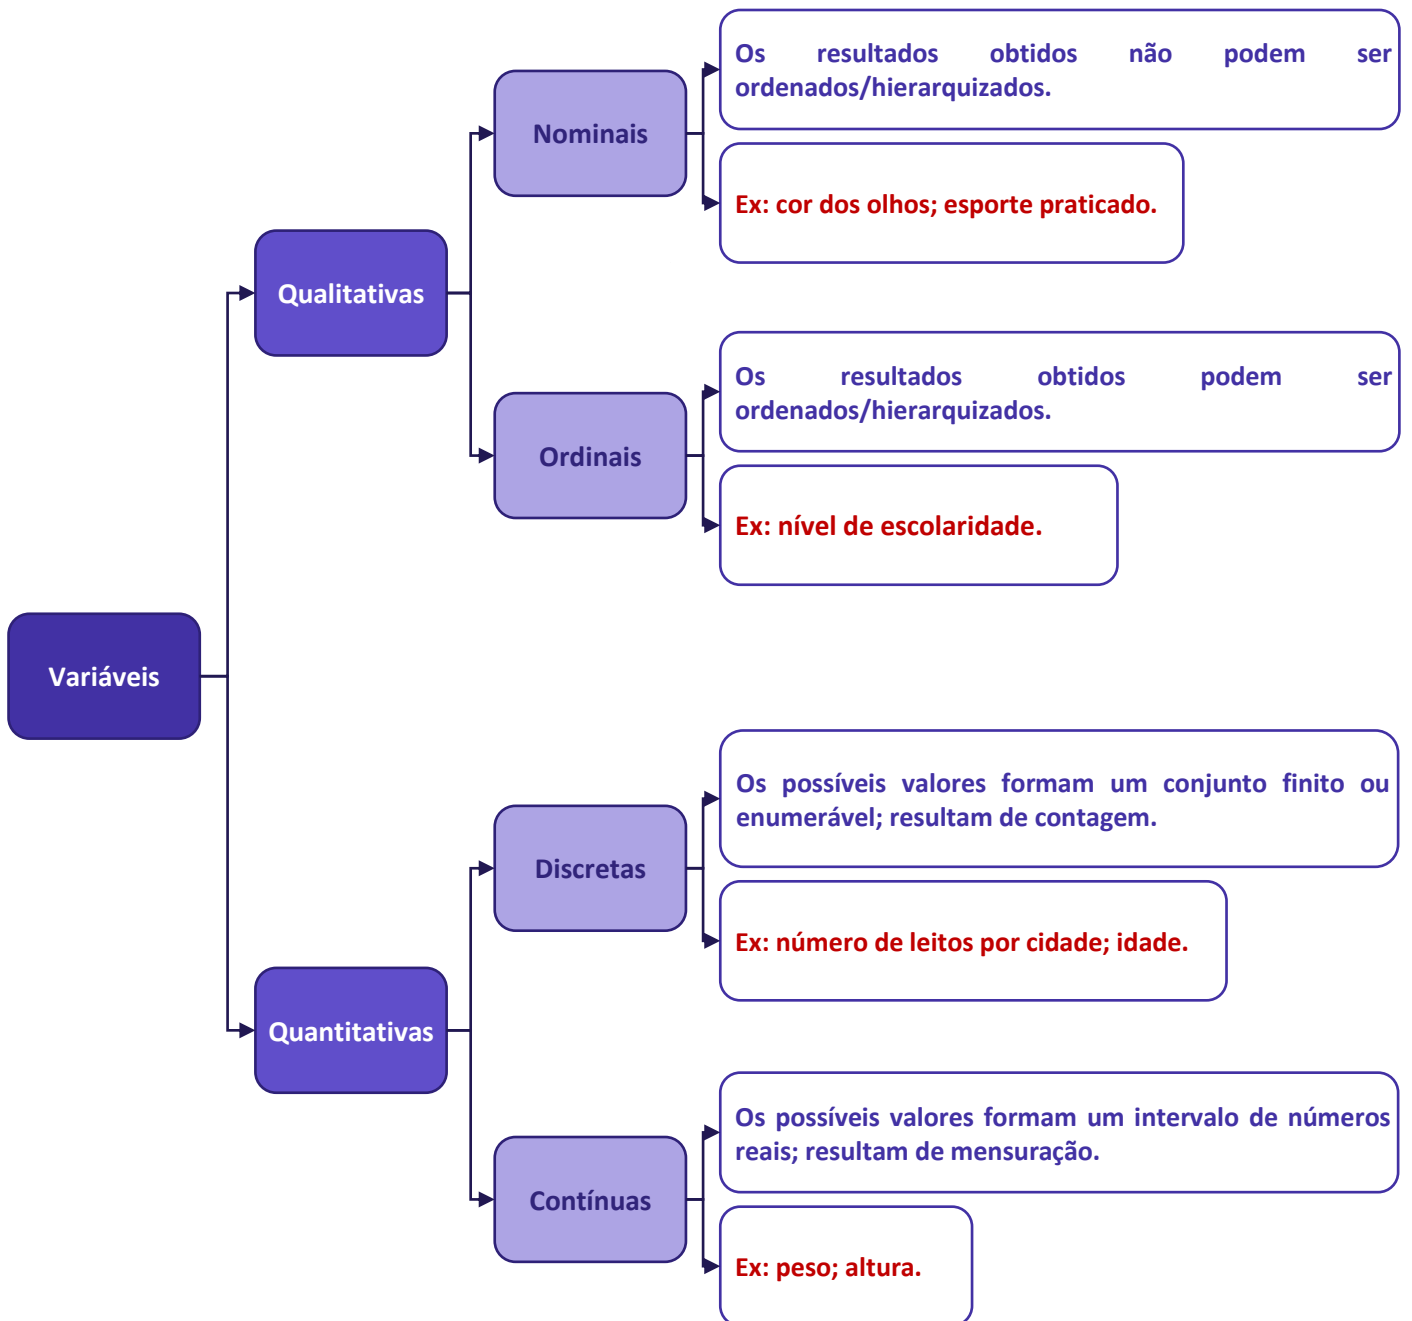 Variáveis
Qualitativas
Nominais
Os resultados obtidos não podem ser
ordenados/hierarquizados.
Ex: cor dos olhos; esporte praticado.
Ordinais
Os resultados obtidos podem ser
ordenados/hierarquizados.
Ex: nível de escolaridade.
Quantitativas
Discretas
Os possíveis valores formam um conjunto finito ou
enumerável; resultam de contagem.
Ex: número de leitos por cidade; idade.
Contínuas
Os possíveis valores formam um intervalo de números
reais; resultam de mensuração.
Ex: peso; altura.